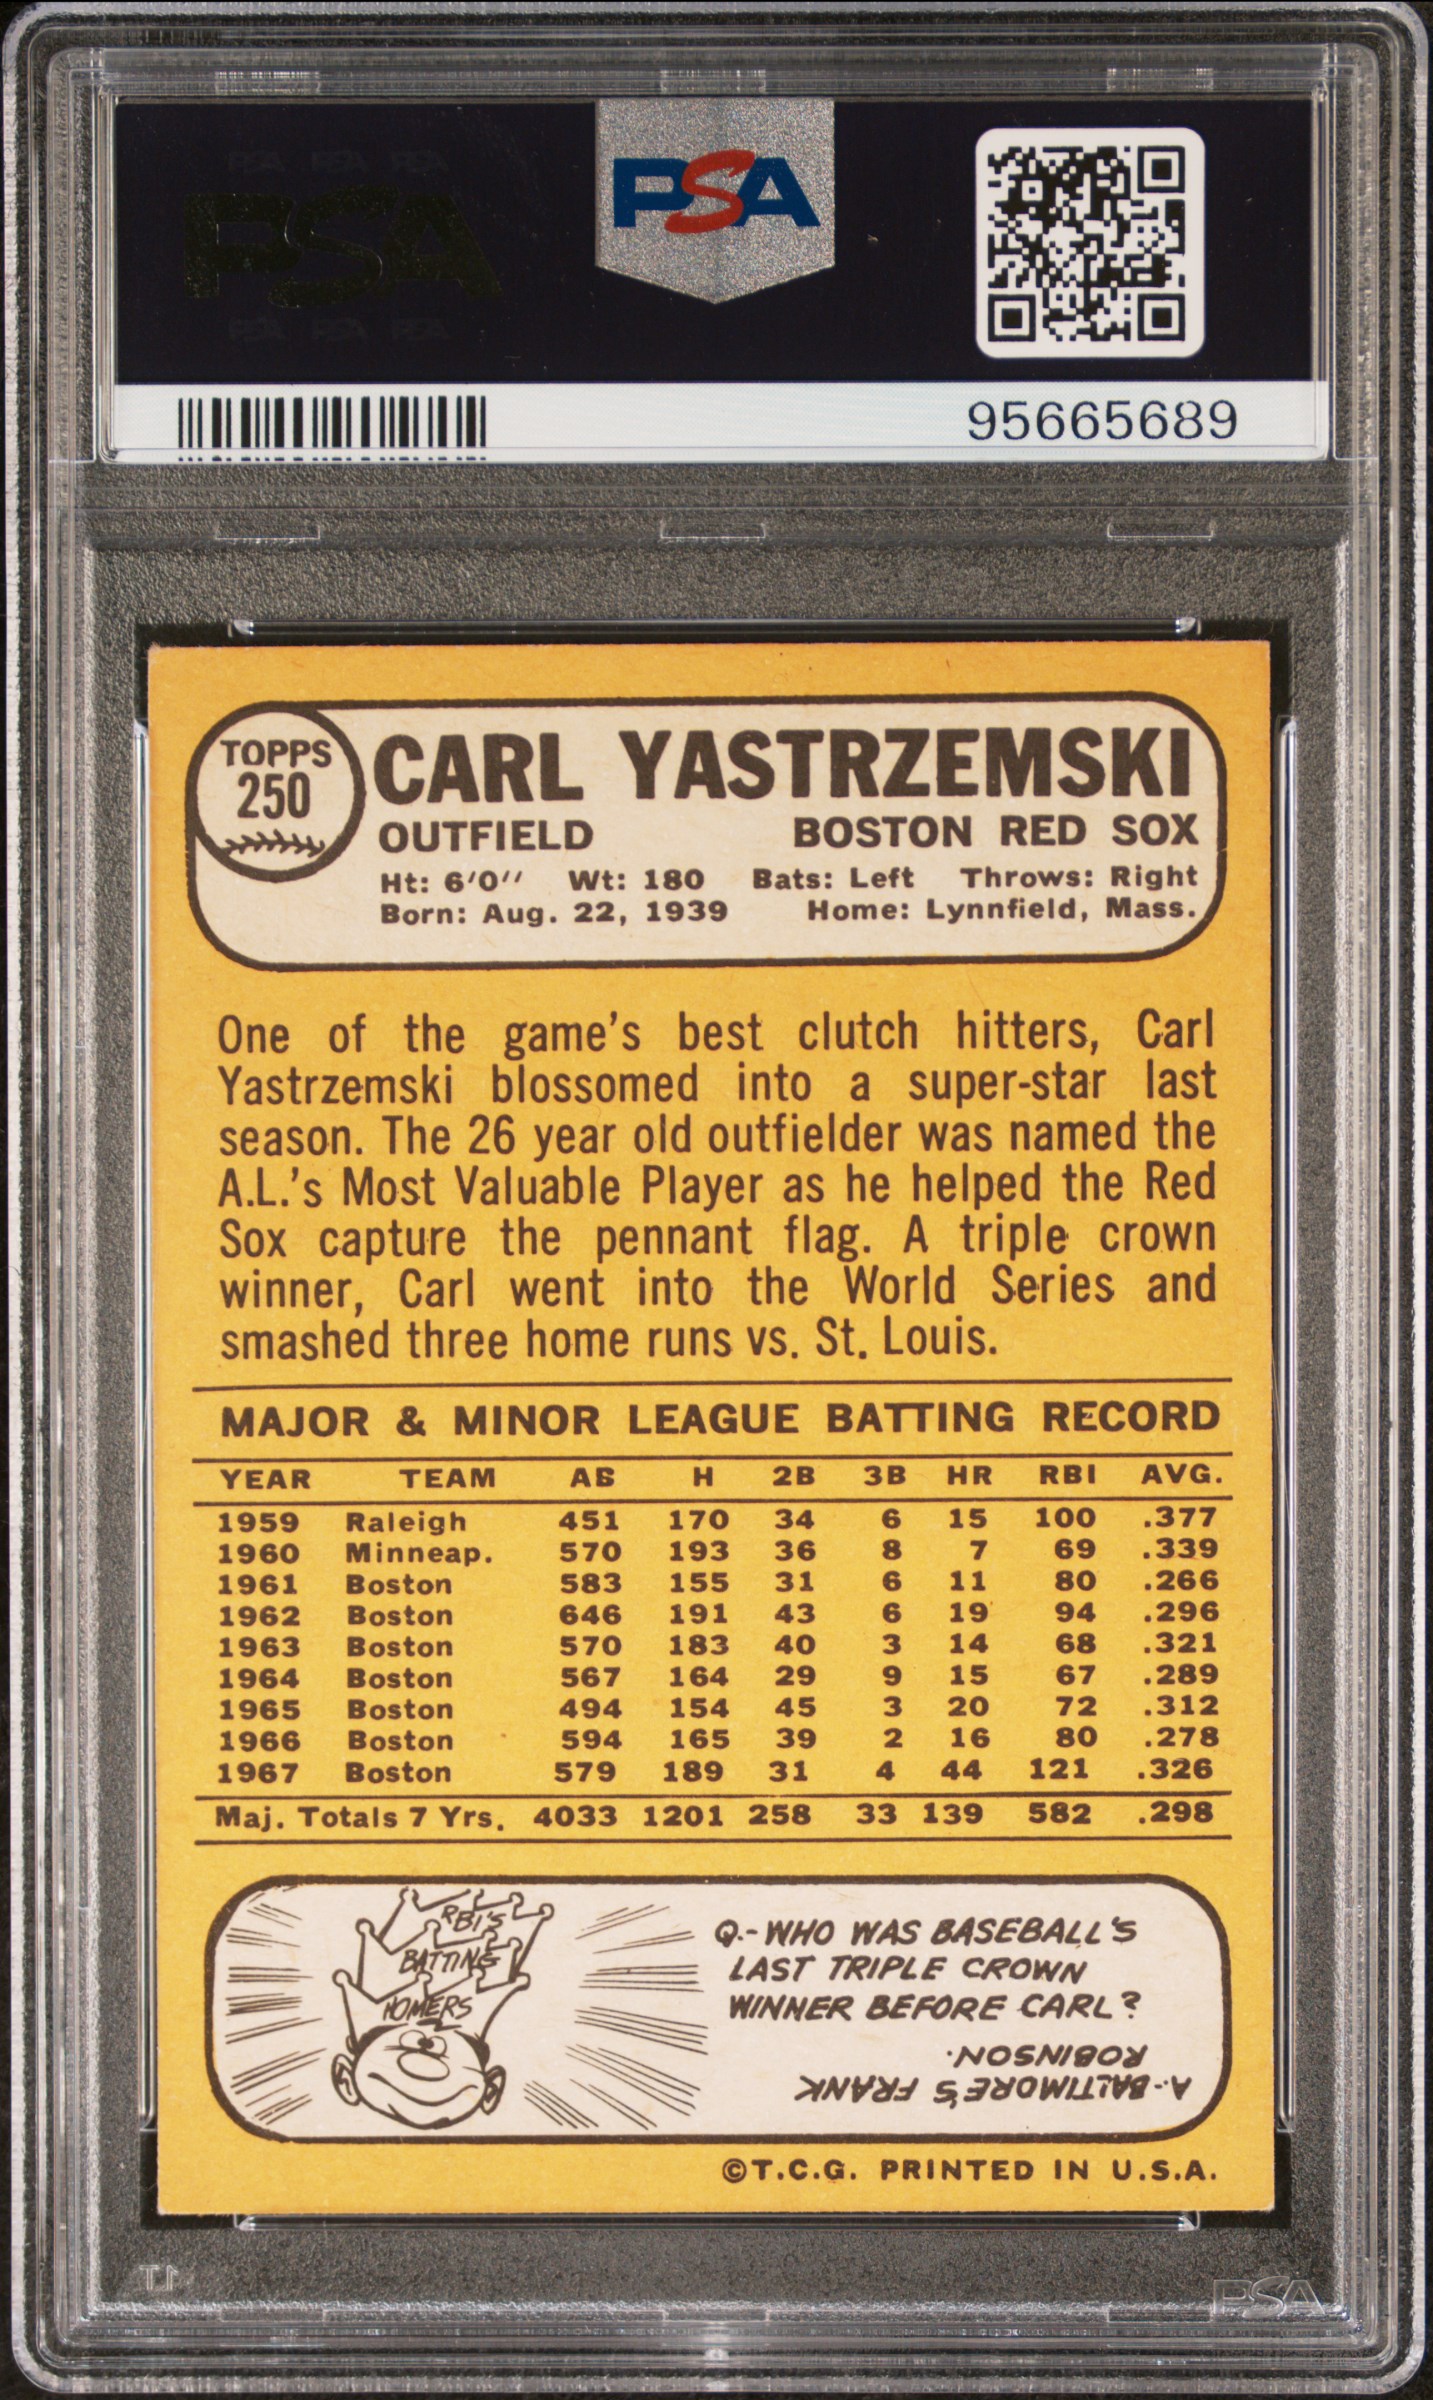 PSA PSA PSA
PSA
PSA PSA PSA
PSA
95665689
TOPPS
250
CARL YASTRZEMSKI
OUTFIELD BOSTON RED SOX
Ht: 6'0'' Wt: 180 Bats: Left Throws: Right
Born: Aug. 22, 1939 Home: Lynnfield, Mass.
One of the game's best clutch hitters, Carl
Yastrzemski blossomed into a super-star last
season. The 26 year old outfielder was named the
A.L.'s Most Valuable Player as he helped the Red
Sox capture the pennant flag. A triple crown
winner, Carl went into the World Series and
smashed three home runs vs. St. Louis.
MAJOR & MINOR LEAGUE BATTING RECORD
YEAR TEAM AB H 2B 3B HR RBI AVG.
1959 Raleigh 451 170 34 6 15 100 .377
1960 Minneap. 570 193 36 8 7 69 .339
1961 Boston 583 155 31 6 11 80 .266
1962 Boston 646 191 43 6 19 94 .296
1963 Boston 570 183 40 3 14 68 .321
1964 Boston 567 164 29 9 15 67 .289
1965 Boston 494 154 45 3 20 72 .312
1966 Boston 594 165 39 2 16 80 .278
1967 Boston 579 189 31 4 44 121 .326
Maj. Totals 7 Yrs. 4033 1201 258 33 139 582 .298
RBI'S
BATTING
HOMERS
Q.-WHO WAS BASEBALL'S
LAST TRIPLE CROWN
WINNER BEFORE CARL?
A.-BALTIMORE'S FRANK
ROBINSON.
©T.C.G. PRINTED IN U.S.A.
PSA